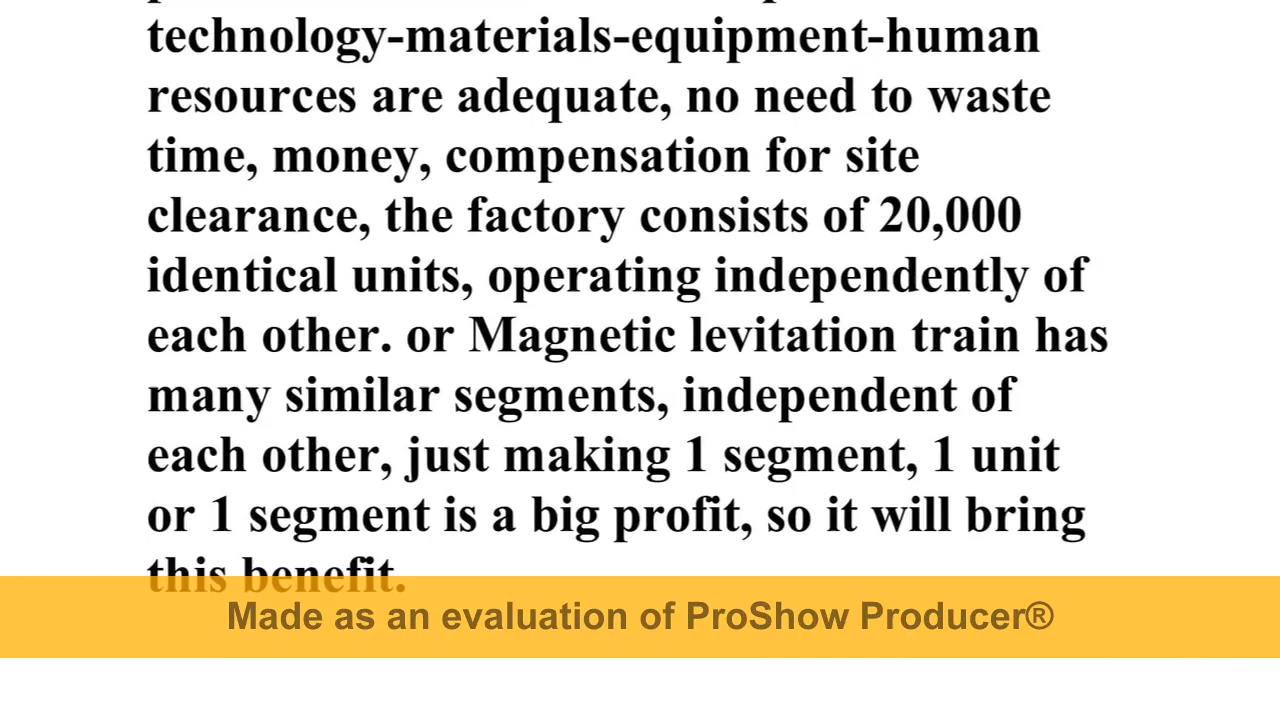 technology-materials-equipment-human
resources are adequate, no need to waste
time, money, compensation for site
clearance, the factory consists of 20,000
identical units, operating independently of
each other. or Magnetic levitation train has
many similar segments, independent of
each other, just making 1 segment, 1 unit
or 1 segment is a big profit, so it will bring
this benefit.
Made as an evaluation of ProShow Producer®